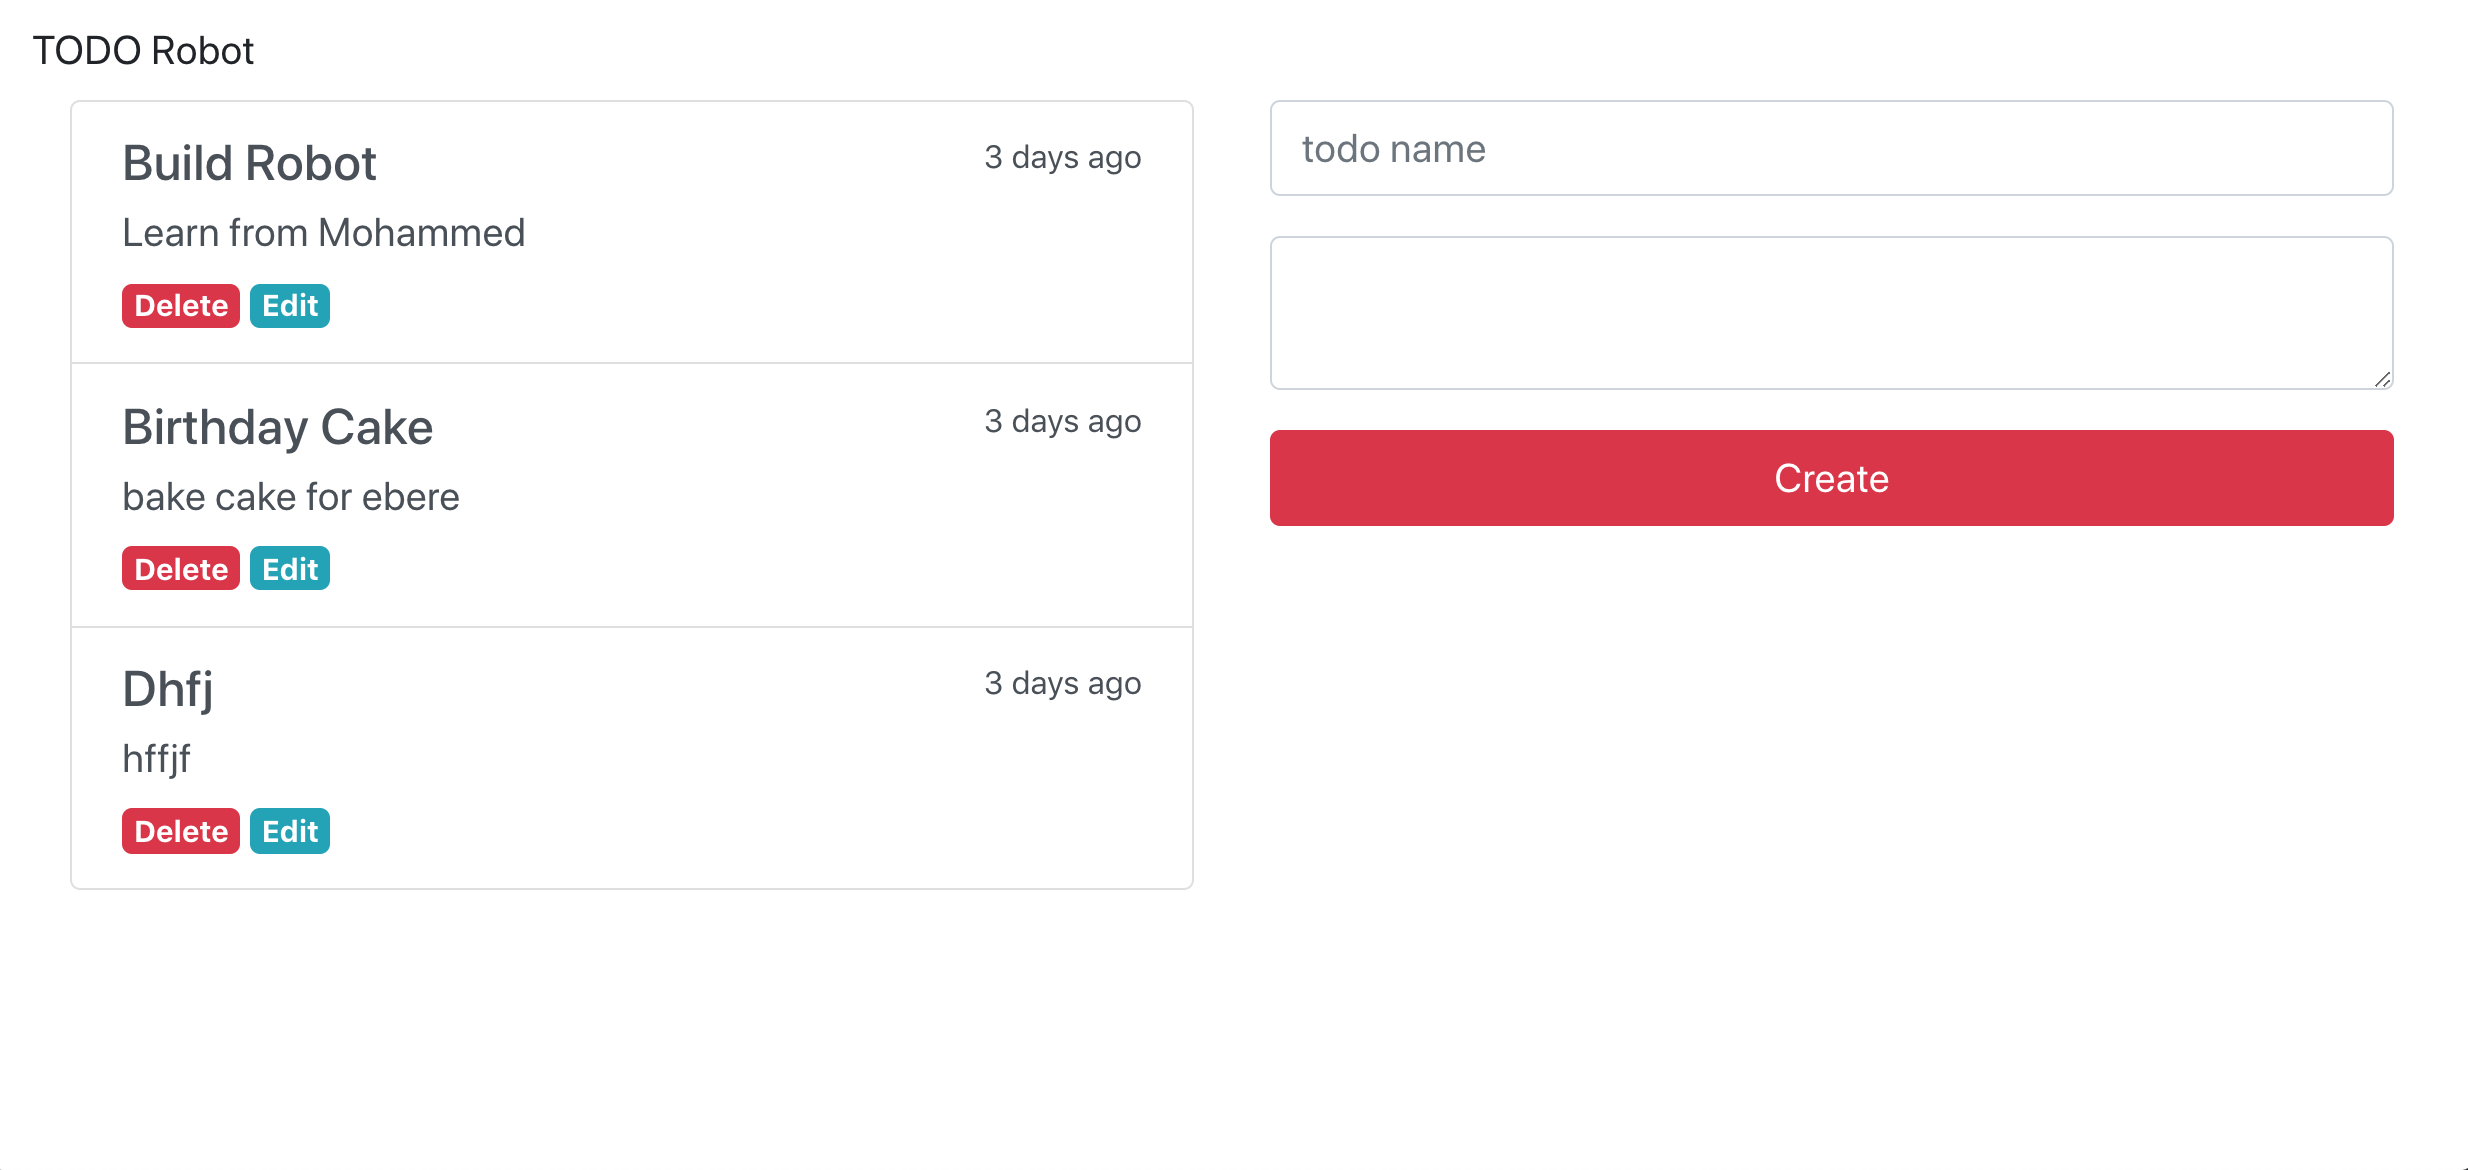 TODO Robot
Build Robot
3 days ago
Learn from Mohammed
Delete Edit
Birthday Cake
3 days ago
bake cake for ebere
Delete Edit
Dhfj
3 days ago
hffjf
Delete Edit
todo name
Create